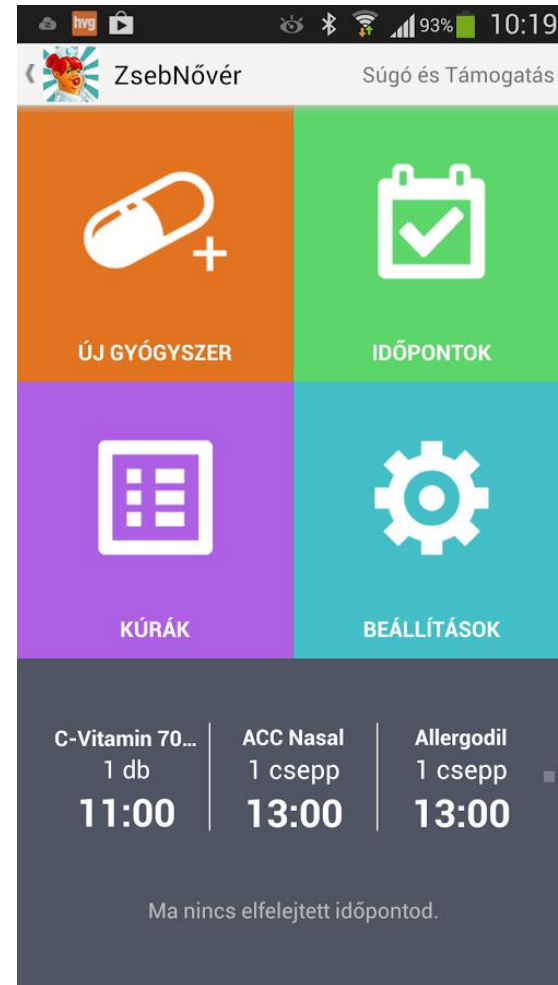 hvg 93% 10:19
ZsebNővér Súgó és Támogatás
ÚJ GYÓGYSZER IDŐPONTOK
KÚRÁK BEÁLLÍTÁSOK
C-Vitamin 70... ACC Nasal Allergodil
1 db 1 csepp 1 csepp
11:00 13:00 13:00
Ma nincs elfelejtett időpontod.